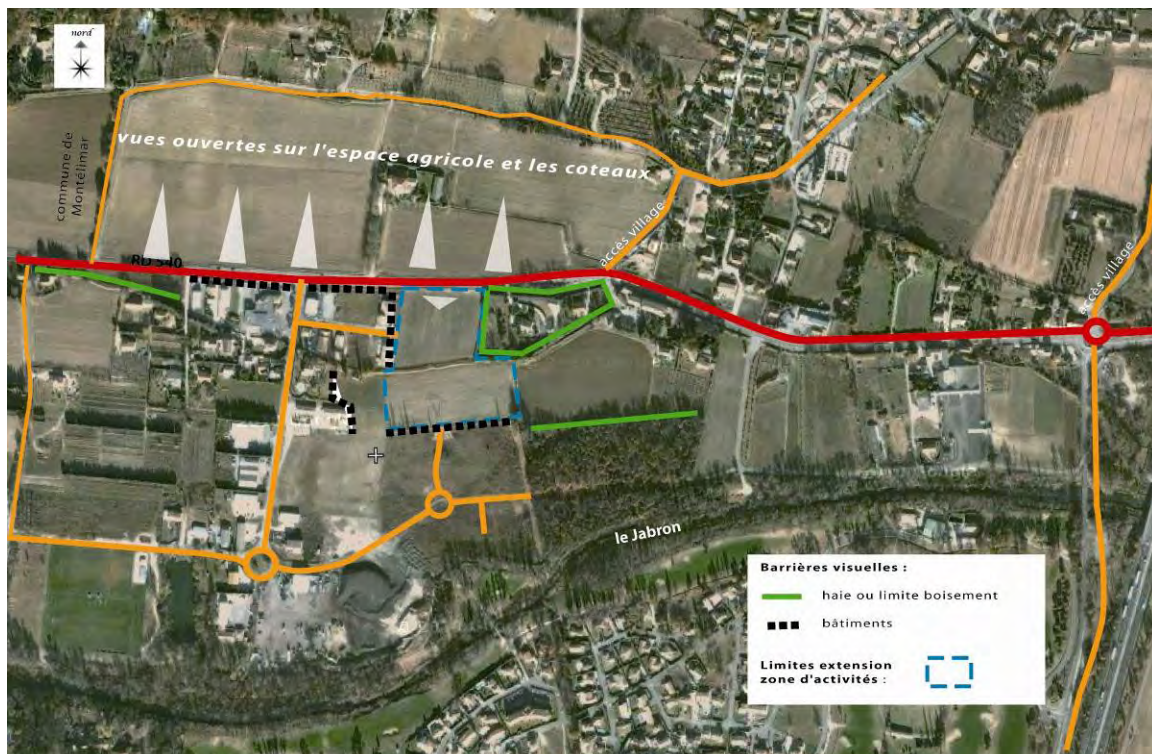 nord
vues ouvertes sur l'espace agricole et les coteaux
commune de
Montélimar
accès village
RD 540
accès village
le Jabron
Barrières visuelles :
haie ou limite boisement
bâtiments
Limites extension
zone d'activités :